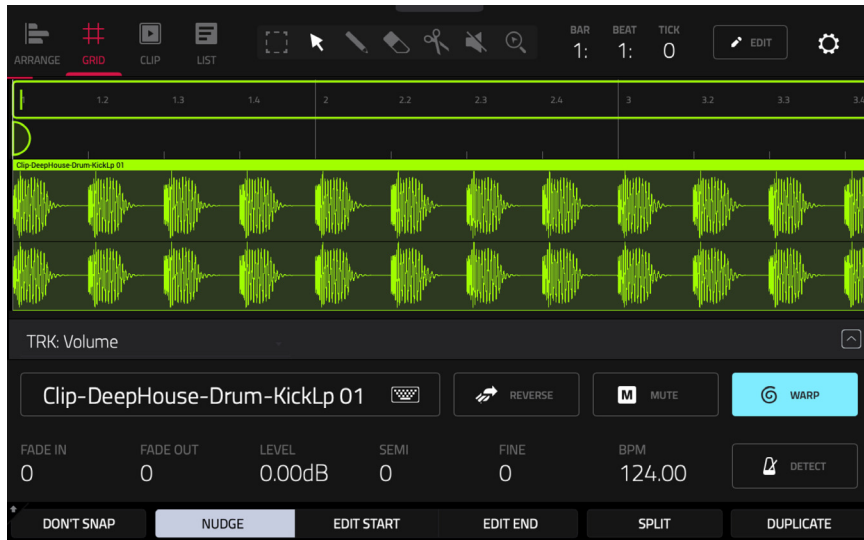 BAR BEAT TICK
1: 1: 0
EDIT
ARRANGE GRID CLIP LIST
1 1.2 1.3 1.4 2 2.2 2.3 2.4 3 3.2 3.3 3.4
Clip-DeepHouse-Drum-KickLp 01
TRK: Volume
Clip-DeepHouse-Drum-KickLp 01 REVERSE M MUTE WARP
FADE IN FADE OUT LEVEL SEMI FINE BPM
0 0 0.00dB 0 0 124.00 DETECT
DON'T SNAP NUDGE EDIT START EDIT END SPLIT DUPLICATE